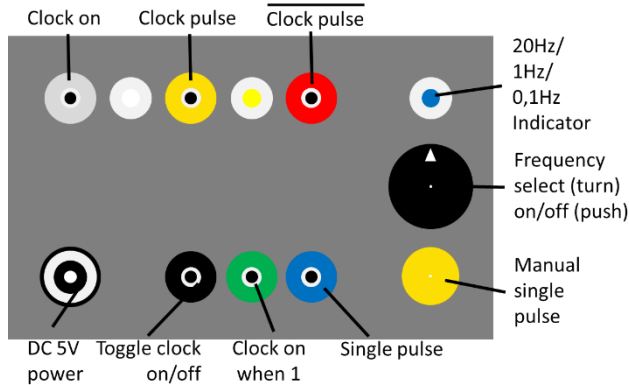 Clock on
Clock pulse
Clock pulse
20Hz/
1Hz/
0,1Hz
Indicator
Frequency
select (turn)
on/off (push)
Manual
single
pulse
DC 5V
power
Toggle clock
on/off
Clock on
when 1
Single pulse